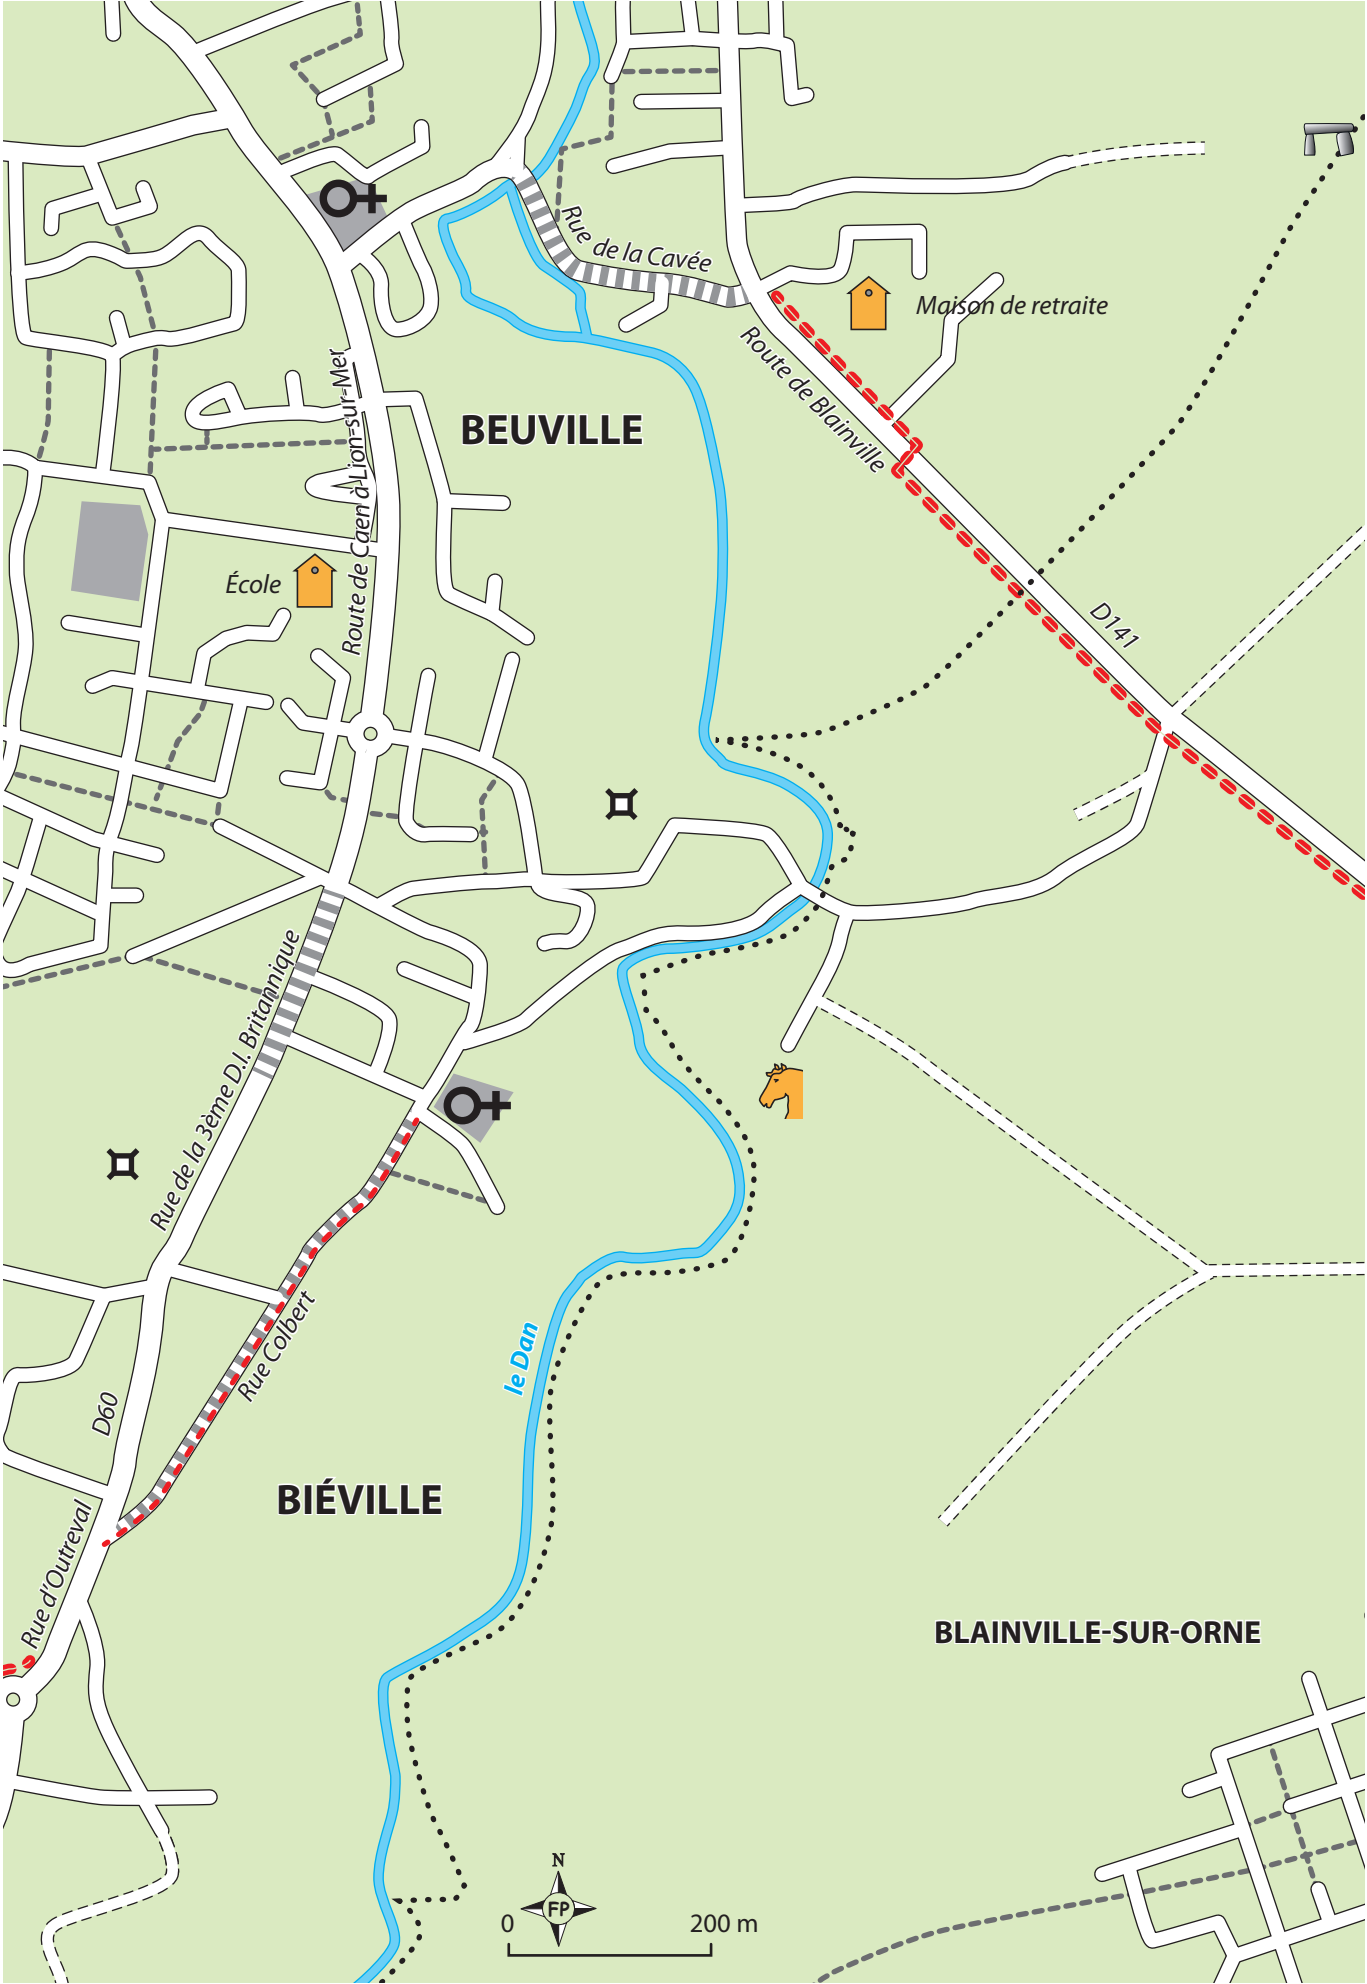 Rue de la Cavée
Maison de retraite
Route de Blainville
Route de Caen à Lion-sur-Mer
BEUVILLE
École
D141
Rue de la 3ème D.I. Britannique
Rue Colbert
le Dan
D60
BIÉVILLE
Rue d'Outreval
BLAINVILLE-SUR-ORNE
N
FP
0 200 m